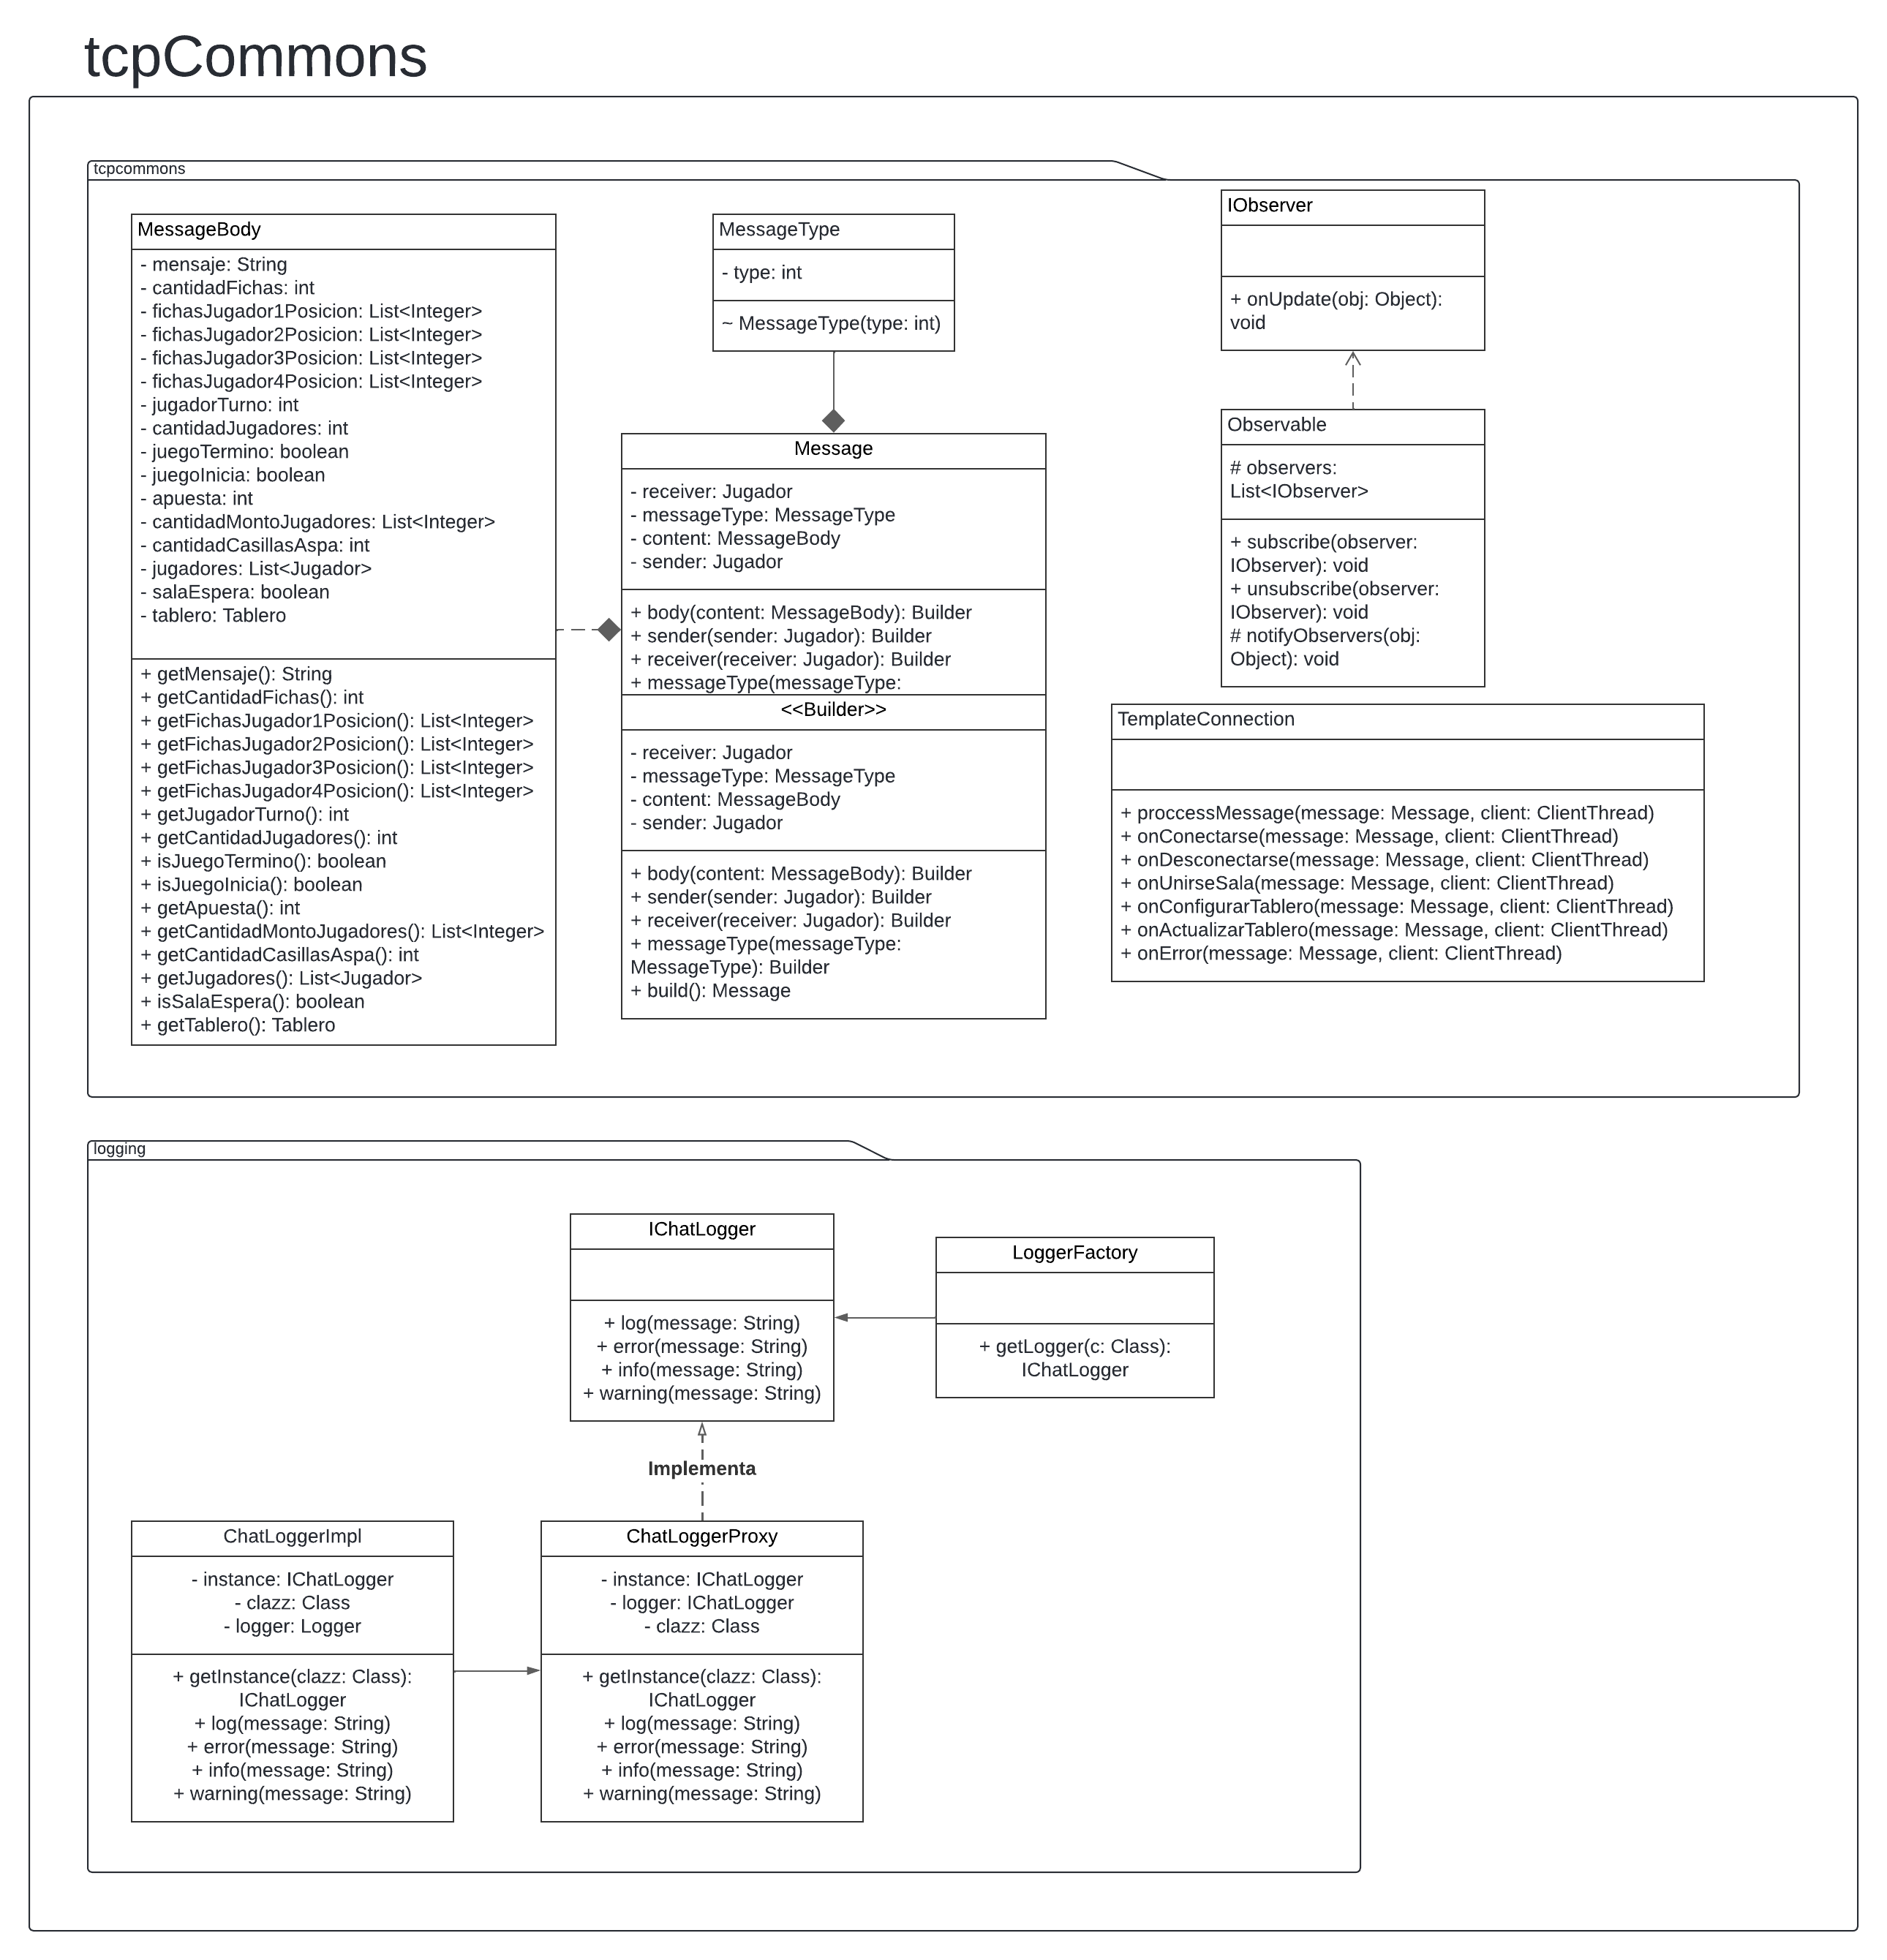 tcpCommons
tcpcommons
MessageBody
- mensaje: String
- cantidadFichas: int
- fichasJugador1Posicion: List<Integer>
- fichasJugador2Posicion: List<Integer>
- fichasJugador3Posicion: List<Integer>
- fichasJugador4Posicion: List<Integer>
- jugadorTurno: int
- cantidadJugadores: int
- juegoTermino: boolean
- juegoInicia: boolean
- apuesta: int
- cantidadMontoJugadores: List<Integer>
- cantidadCasillasAspa: int
- jugadores: List<Jugador>
- salaEspera: boolean
- tablero: Tablero
+ getMensaje(): String
+ getCantidadFichas(): int
+ getFichasJugador1Posicion(): List<Integer>
+ getFichasJugador2Posicion(): List<Integer>
+ getFichasJugador3Posicion(): List<Integer>
+ getFichasJugador4Posicion(): List<Integer>
+ getJugadorTurno(): int
+ getCantidadJugadores(): int
+ isJuegoTermino(): boolean
+ isJuegoInicia(): boolean
+ getApuesta(): int
+ getCantidadMontoJugadores(): List<Integer>
+ getCantidadCasillasAspa(): int
+ getJugadores(): List<Jugador>
+ isSalaEspera(): boolean
+ getTablero(): Tablero
MessageType
- type: int
~ MessageType(type: int)
Message
- receiver: Jugador
- messageType: MessageType
- content: MessageBody
- sender: Jugador
+ body(content: MessageBody): Builder
+ sender(sender: Jugador): Builder
+ receiver(receiver: Jugador): Builder
+ messageType(messageType:
<<Builder>>
- receiver: Jugador
- messageType: MessageType
- content: MessageBody
- sender: Jugador
+ body(content: MessageBody): Builder
+ sender(sender: Jugador): Builder
+ receiver(receiver: Jugador): Builder
+ messageType(messageType:
MessageType): Builder
+ build(): Message
IObserver
+ onUpdate(obj: Object):
void
Observable
# observers:
List<IObserver>
+ subscribe(observer:
IObserver): void
+ unsubscribe(observer:
IObserver): void
# notifyObservers(obj:
Object): void
TemplateConnection
+ proccessMessage(message: Message, client: ClientThread)
+ onConectarse(message: Message, client: ClientThread)
+ onDesconectarse(message: Message, client: ClientThread)
+ onUnirseSala(message: Message, client: ClientThread)
+ onConfigurarTablero(message: Message, client: ClientThread)
+ onActualizarTablero(message: Message, client: ClientThread)
+ onError(message: Message, client: ClientThread)
logging
IChatLogger
+ log(message: String)
+ error(message: String)
+ info(message: String)
+ warning(message: String)
LoggerFactory
+ getLogger(c: Class):
IChatLogger
Implementa
ChatLoggerImpl
- instance: IChatLogger
- clazz: Class
- logger: Logger
+ getInstance(clazz: Class):
IChatLogger
+ log(message: String)
+ error(message: String)
+ info(message: String)
+ warning(message: String)
ChatLoggerProxy
- instance: IChatLogger
- logger: IChatLogger
- clazz: Class
+ getInstance(clazz: Class):
IChatLogger
+ log(message: String)
+ error(message: String)
+ info(message: String)
+ warning(message: String)